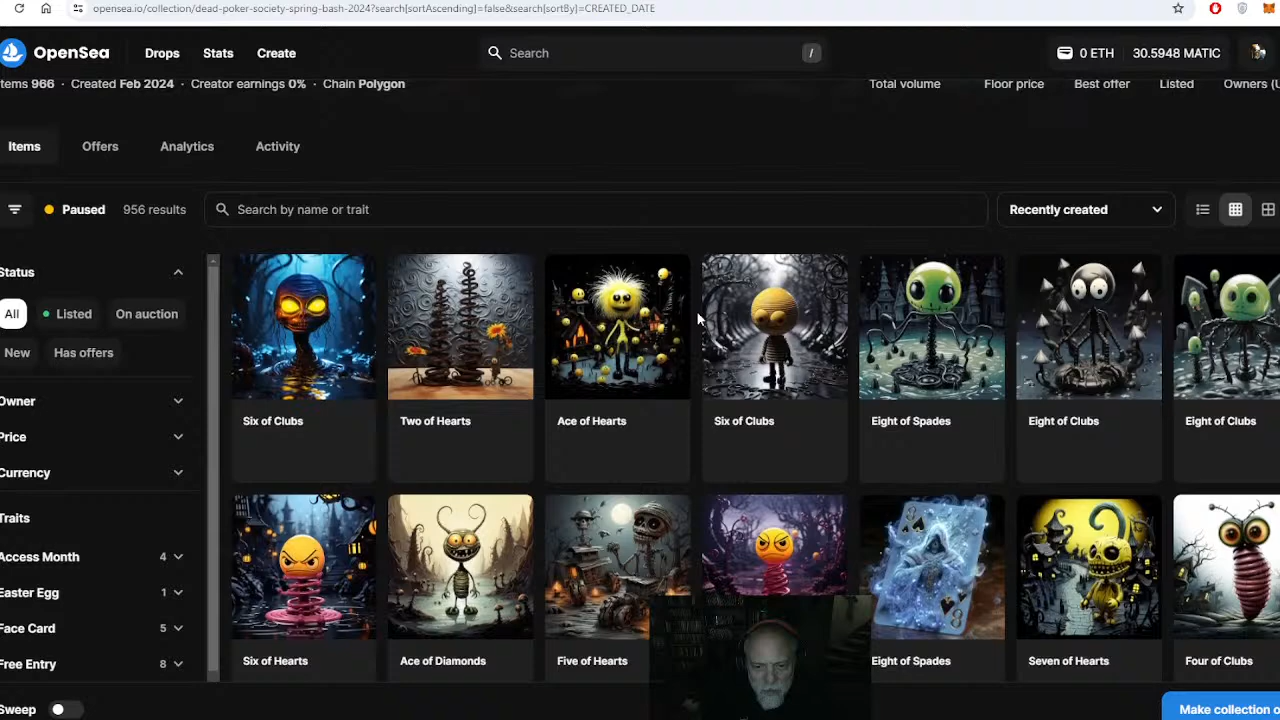 opensea.io/collection/dead-poker-society-spring-bash-2024?search[sortAscending]=false&search[sortBy]=CREATED_DATE
OpenSea
Drops
Stats
Create
Search
/
0 ETH
30.5948 MATIC
tems 966 · Created Feb 2024 · Creator earnings 0% · Chain Polygon
Total volume
Floor price
Best offer
Listed
Owners (U
Items
Offers
Analytics
Activity
Paused
956 results
Search by name or trait
Recently created
Status
All
Listed
On auction
New
Has offers
Owner
Price
Currency
Traits
Access Month 4
Easter Egg 1
Face Card 5
Free Entry 8
Six of Clubs
Two of Hearts
Ace of Hearts
Six of Clubs
Eight of Spades
Eight of Clubs
Eight of Clubs
8
8
Six of Hearts
Ace of Diamonds
Five of Hearts
Eight of Spades
Seven of Hearts
Four of Clubs
Sweep
Make collection o